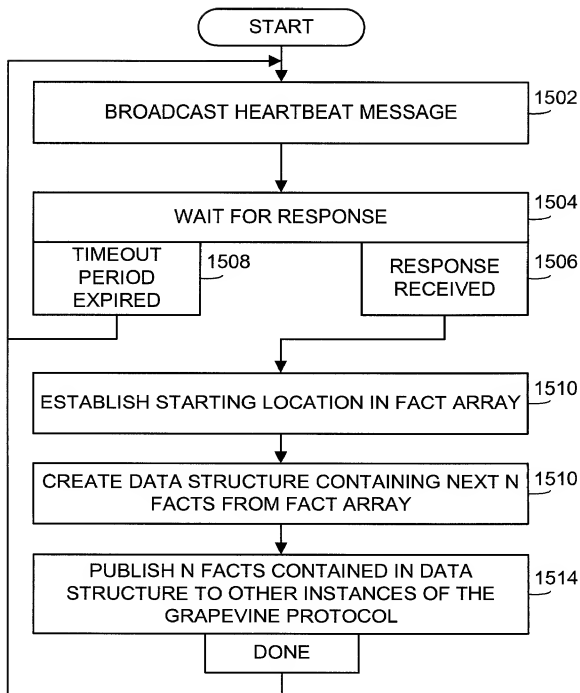 START
BROADCAST HEARTBEAT MESSAGE
1502
WAIT FOR RESPONSE
1504
TIMEOUT
PERIOD
EXPIRED
1508
RESPONSE
RECEIVED
1506
ESTABLISH STARTING LOCATION IN FACT ARRAY
1510
CREATE DATA STRUCTURE CONTAINING NEXT N
FACTS FROM FACT ARRAY
1510
PUBLISH N FACTS CONTAINED IN DATA
STRUCTURE TO OTHER INSTANCES OF THE
GRAPEVINE PROTOCOL
1514
DONE